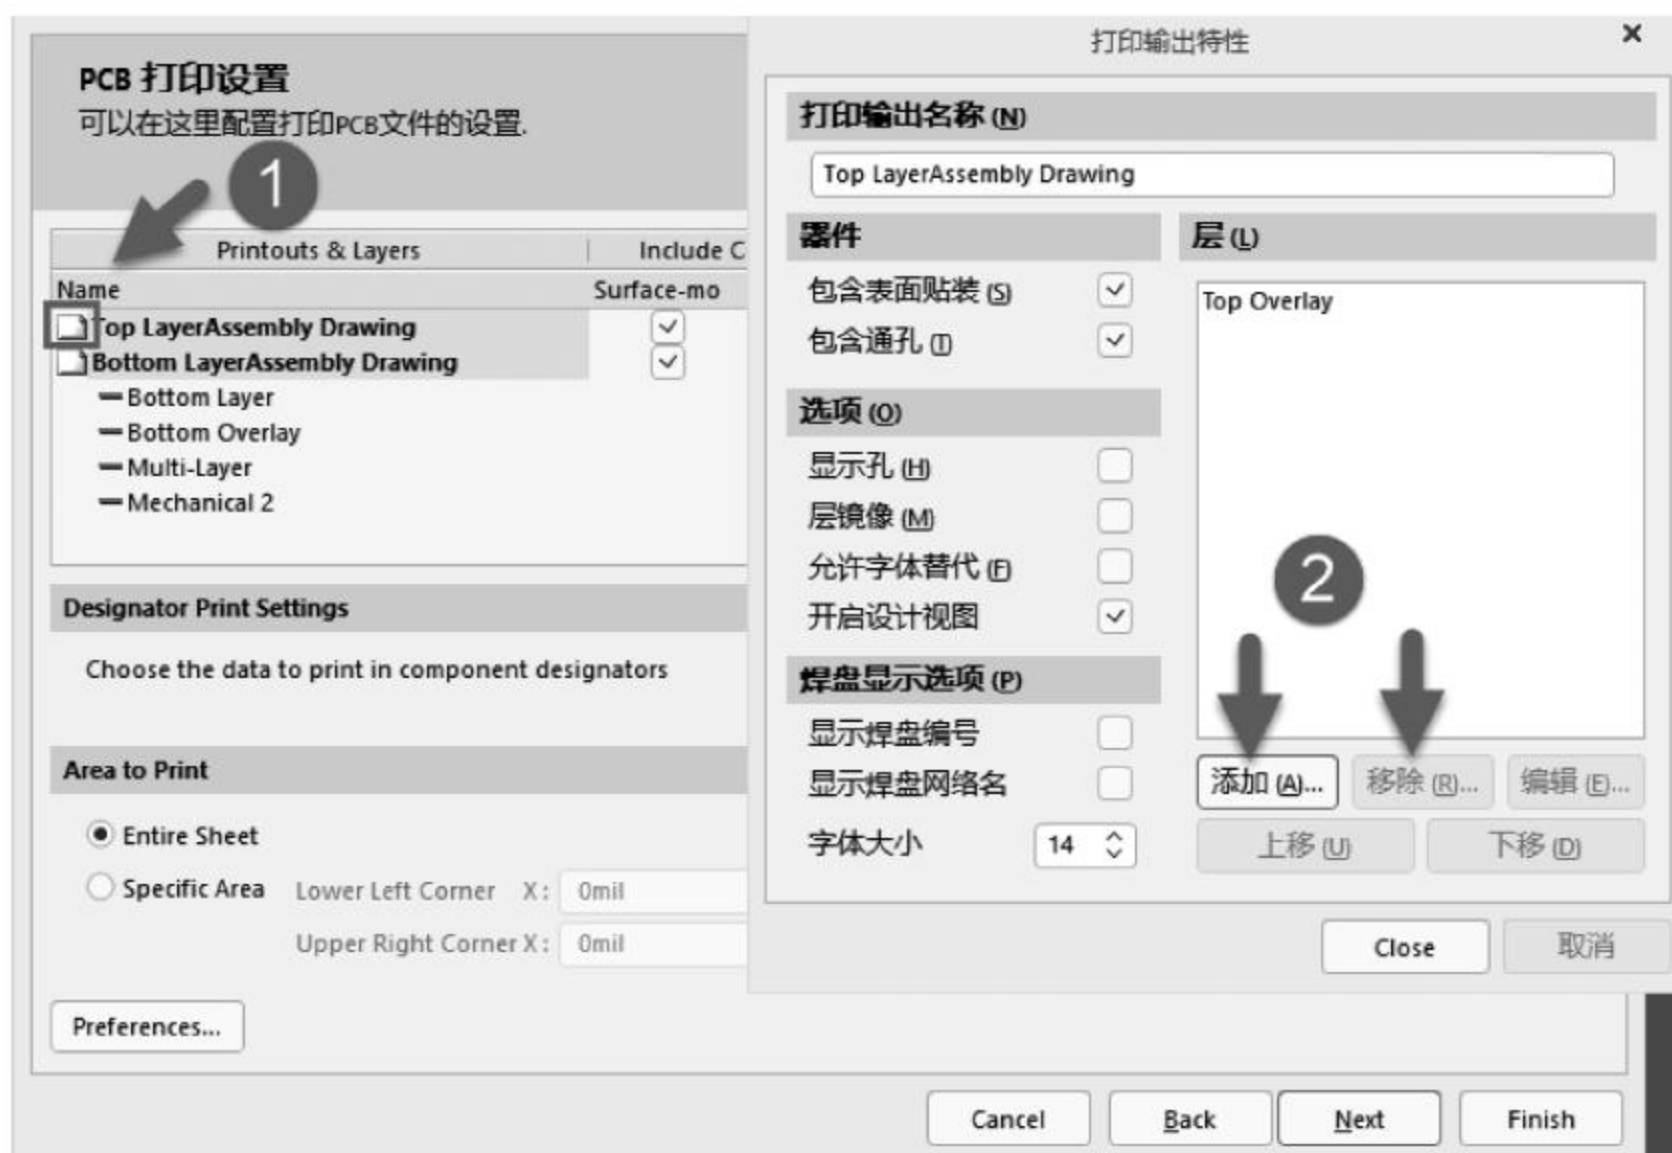 PCB 打印设置
可以在这里配置打印PCB文件的设置.
1
Printouts & Layers
Include C
Name
Surface-mo
Top LayerAssembly Drawing
Bottom LayerAssembly Drawing
Bottom Layer
Bottom Overlay
Multi-Layer
Mechanical 2
Designator Print Settings
Choose the data to print in component designators
Area to Print
Entire Sheet
Specific Area Lower Left Corner X: 0mil
Upper Right Corner X: 0mil
Preferences...
打印输出特性
打印输出名称 (N)
Top LayerAssembly Drawing
器件
包含表面贴装 (S)
包含通孔 (T)
选项 (O)
显示孔 (H)
层镜像 (M)
允许字体替代 (F)
开启设计视图
焊盘显示选项 (P)
显示焊盘编号
显示焊盘网络名
字体大小 14
层 (L)
Top Overlay
2
添加 (A)... 移除 (R)... 编辑 (E)...
上移 (U) 下移 (D)
Close 取消
Cancel Back Next Finish